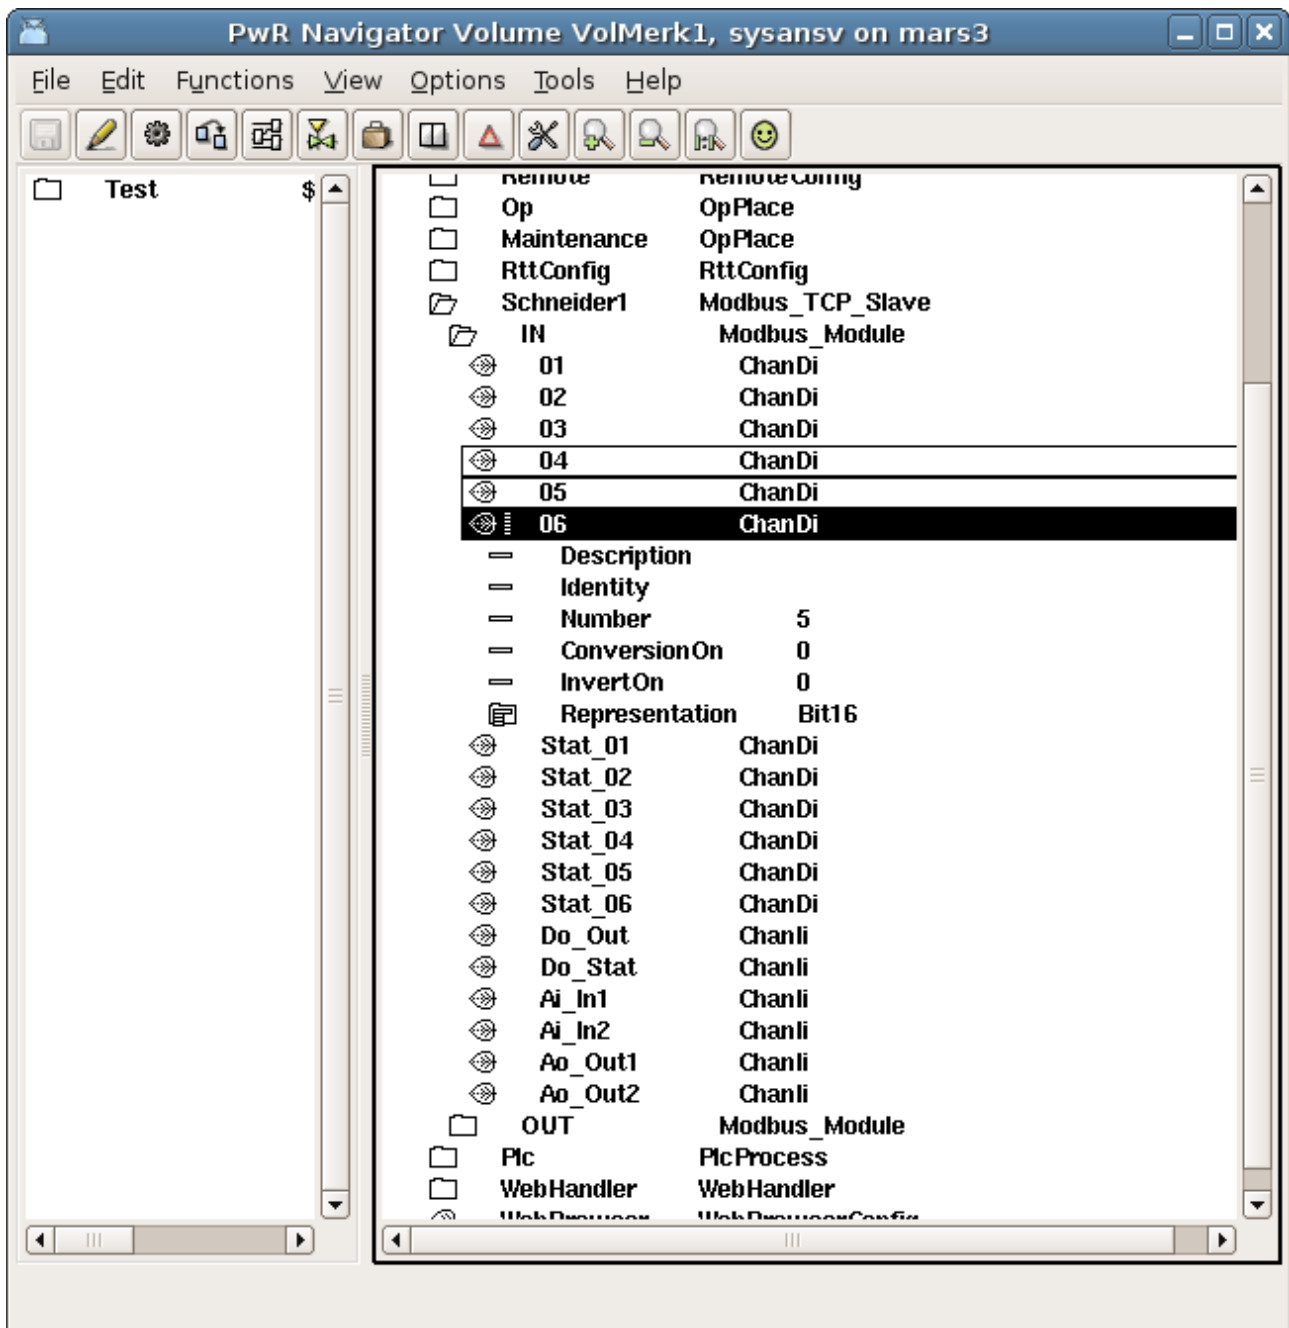 PwR Navigator Volume VolMerk1, sysansv on mars3
File Edit Functions View Options Tools Help
Test $
Remote RemoteConfig
Op OpPlace
Maintenance OpPlace
RttConfig RttConfig
Schneider1 Modbus_TCP_Slave
IN Modbus_Module
01 ChanDi
02 ChanDi
03 ChanDi
04 ChanDi
05 ChanDi
06 ChanDi
Description
Identity
Number 5
ConversionOn 0
InvertOn 0
Representation Bit16
Stat_01 ChanDi
Stat_02 ChanDi
Stat_03 ChanDi
Stat_04 ChanDi
Stat_05 ChanDi
Stat_06 ChanDi
Do_Out ChanIi
Do_Stat ChanIi
Ai_In1 ChanIi
Ai_In2 ChanIi
Ao_Out1 ChanIi
Ao_Out2 ChanIi
OUT Modbus_Module
Plc PlcProcess
WebHandler WebHandler
WebBrowser WebBrowserConfig